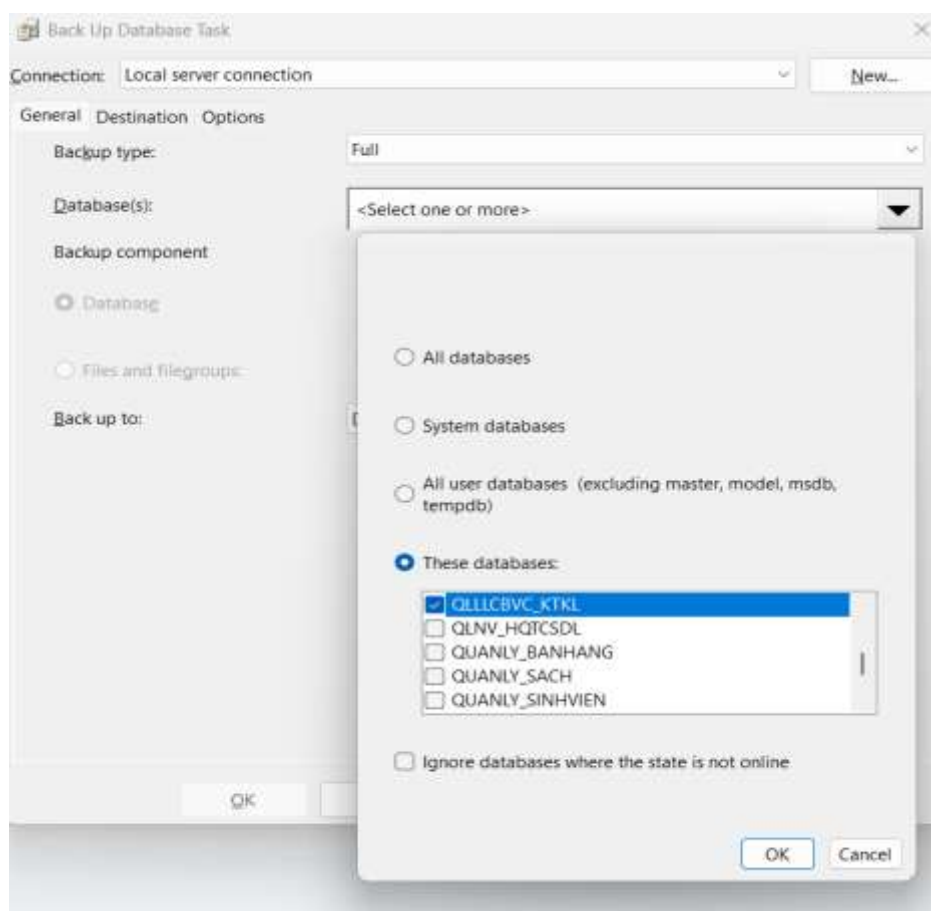 Back Up Database Task
Connection: Local server connection New...
General Destination Options
Backup type: Full
Database(s): <Select one or more>
Backup component
Database
Files and filegroups:
Back up to:
All databases
System databases
All user databases (excluding master, model, msdb,
tempdb)
These databases:
QLLLCBVC_KTKL
QLNV_HQTCSDL
QUANLY_BANHANG
QUANLY_SACH
QUANLY_SINHVIEN
Ignore databases where the state is not online
OK
OK Cancel